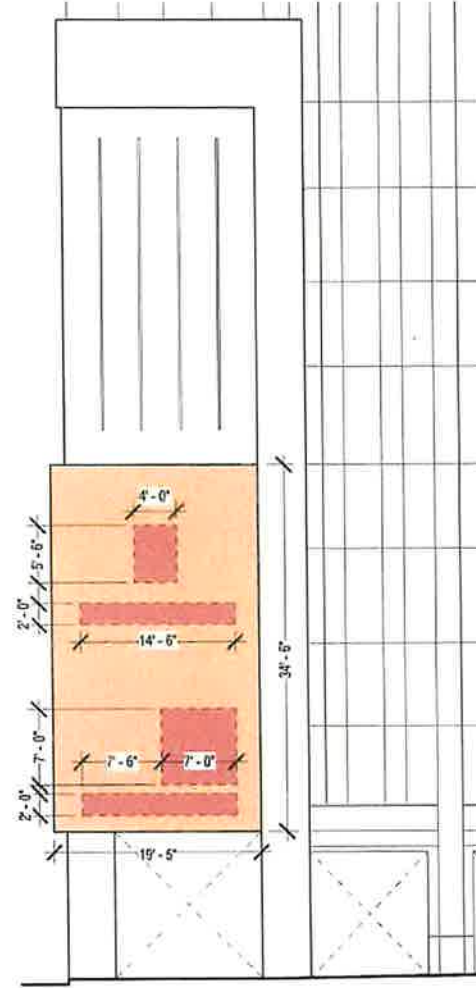 4' - 0"
5' - 6"
2' - 0"
14' - 6"
34' - 6"
7' - 0"
7' - 6"
7' - 0"
2' - 0"
19' - 5"